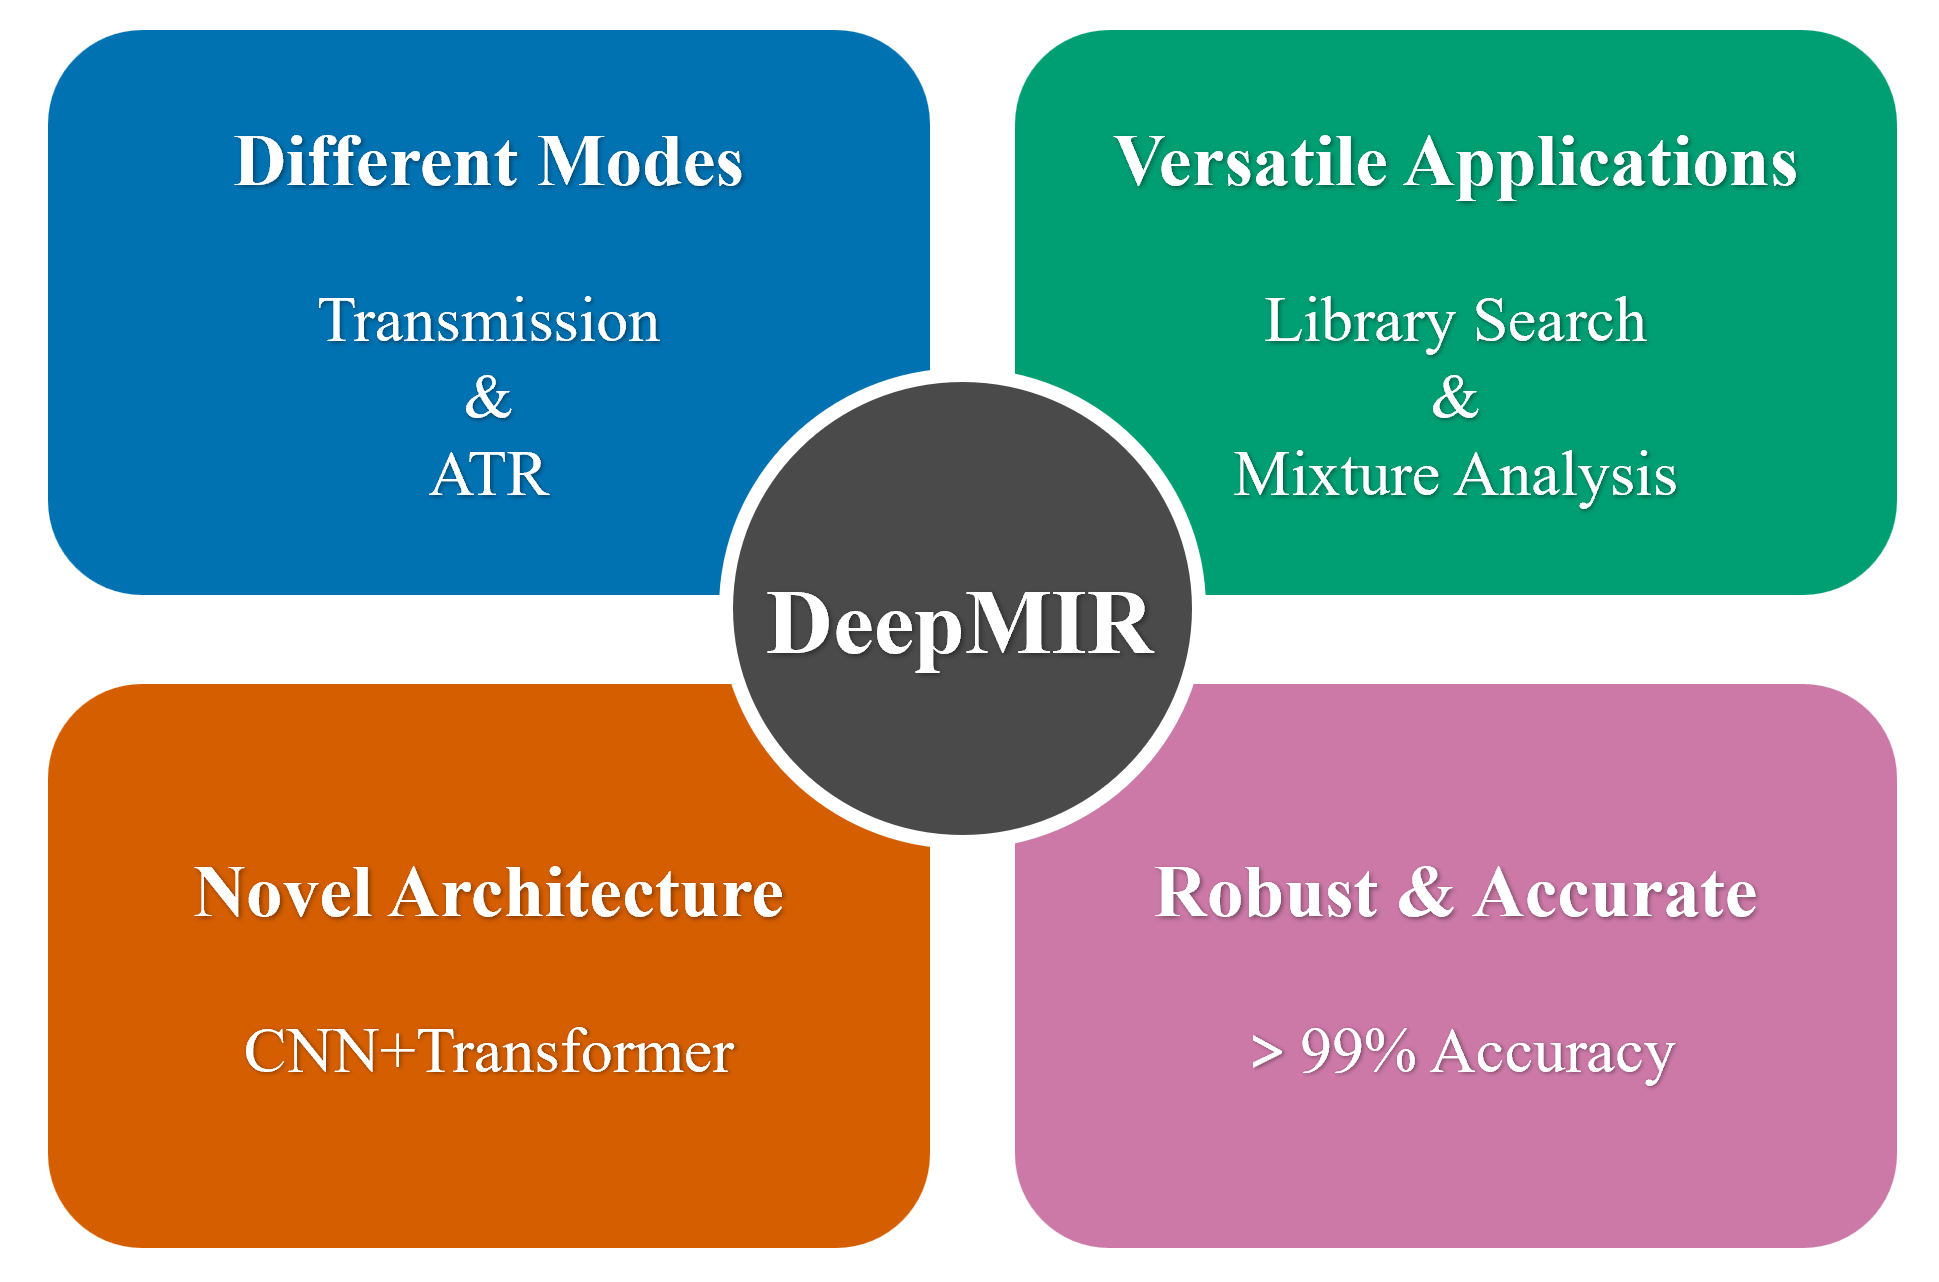 Different Modes
Transmission
&
ATR
Versatile Applications
Library Search
&
Mixture Analysis
DeepMIR
Novel Architecture
CNN+Transformer
Robust & Accurate
> 99% Accuracy